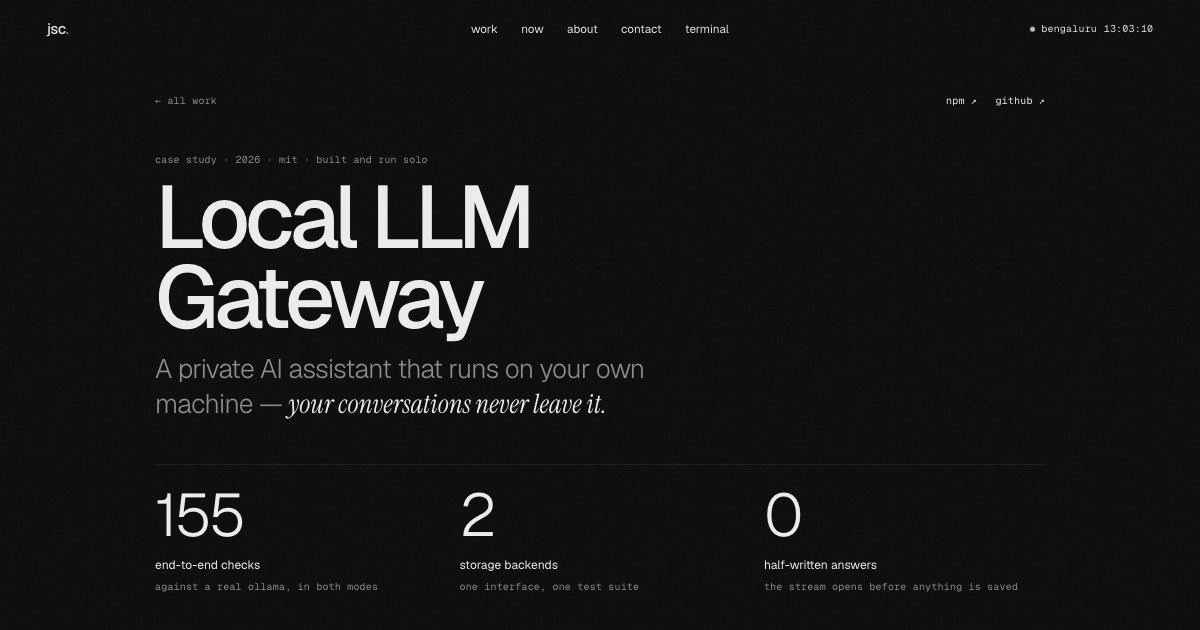 jsc.
work now about contact terminal
● bengaluru 13:03:10
← all work
npm ↗ github ↗
case study · 2026 · mit · built and run solo
Local LLM
Gateway
A private AI assistant that runs on your own
machine — your conversations never leave it.
155
end-to-end checks
against a real ollama, in both modes
2
storage backends
one interface, one test suite
0
half-written answers
the stream opens before anything is saved